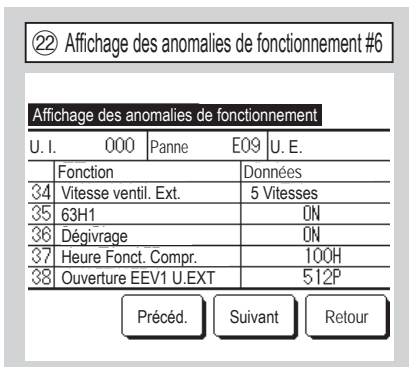 ㉒ Affichage des anomalies de fonctionnement #6
Affichage des anomalies de fonctionnement
U. I. 000 Panne E09 U. E.
Fonction Données
34 Vitesse ventil. Ext. 5 Vitesses
35 63H1 ON
36 Dégivrage ON
37 Heure Fonct. Compr. 100H
38 Ouverture EEV1 U.EXT 512P
Précéd. Suivant Retour